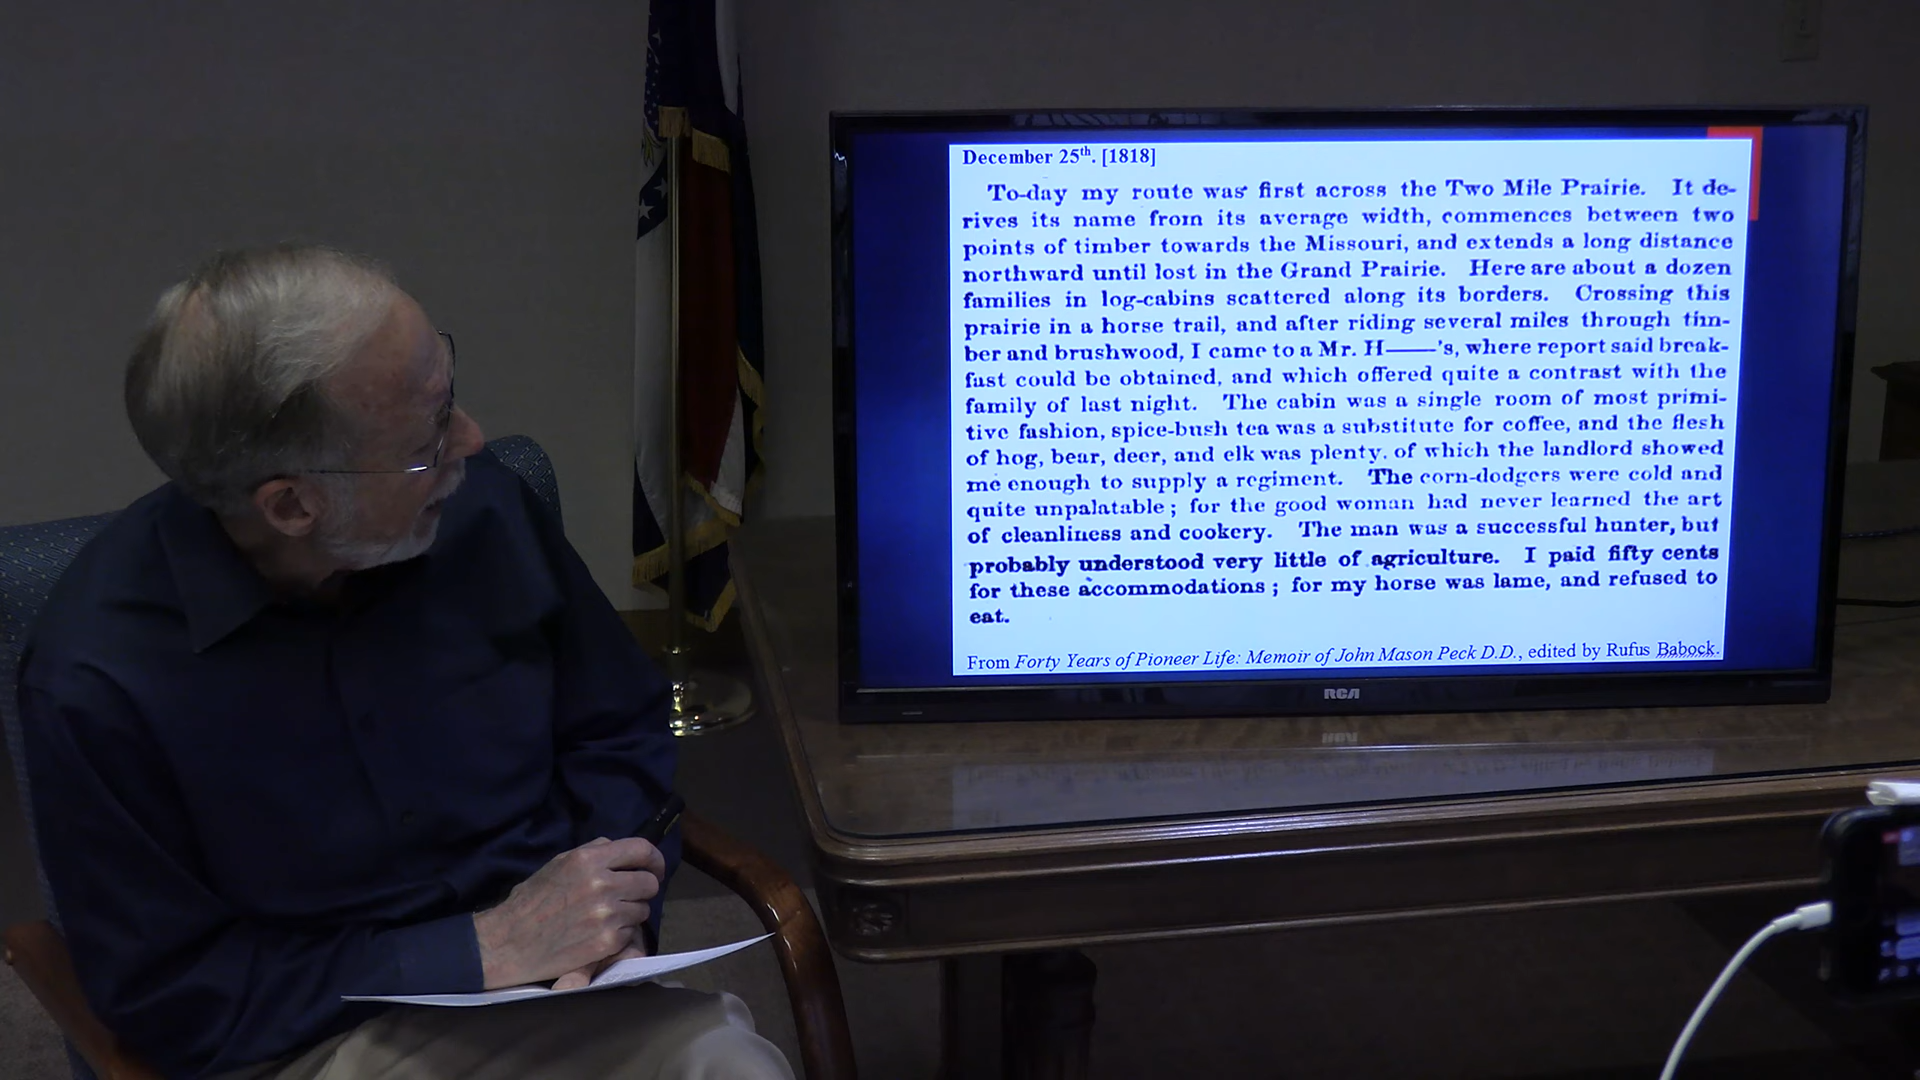 December 25th. [1818]
To-day my route was first across the Two Mile Prairie. It de-
rives its name from its average width, commences between two
points of timber towards the Missouri, and extends a long distance
northward until lost in the Grand Prairie. Here are about a dozen
families in log-cabins scattered along its borders. Crossing this
prairie in a horse trail, and after riding several miles through tim-
ber and brushwood, I came to a Mr. H——'s, where report said break-
fast could be obtained, and which offered quite a contrast with the
family of last night. The cabin was a single room of most primi-
tive fashion, spice-bush tea was a substitute for coffee, and the flesh
of hog, bear, deer, and elk was plenty. of which the landlord showed
me enough to supply a regiment. The corn-dodgers were cold and
quite unpalatable; for the good woman had never learned the art
of cleanliness and cookery. The man was a successful hunter, but
probably understood very little of agriculture. I paid fifty cents
for these accommodations; for my horse was lame, and refused to
eat.
From Forty Years of Pioneer Life: Memoir of John Mason Peck D.D., edited by Rufus Babock.
RCA